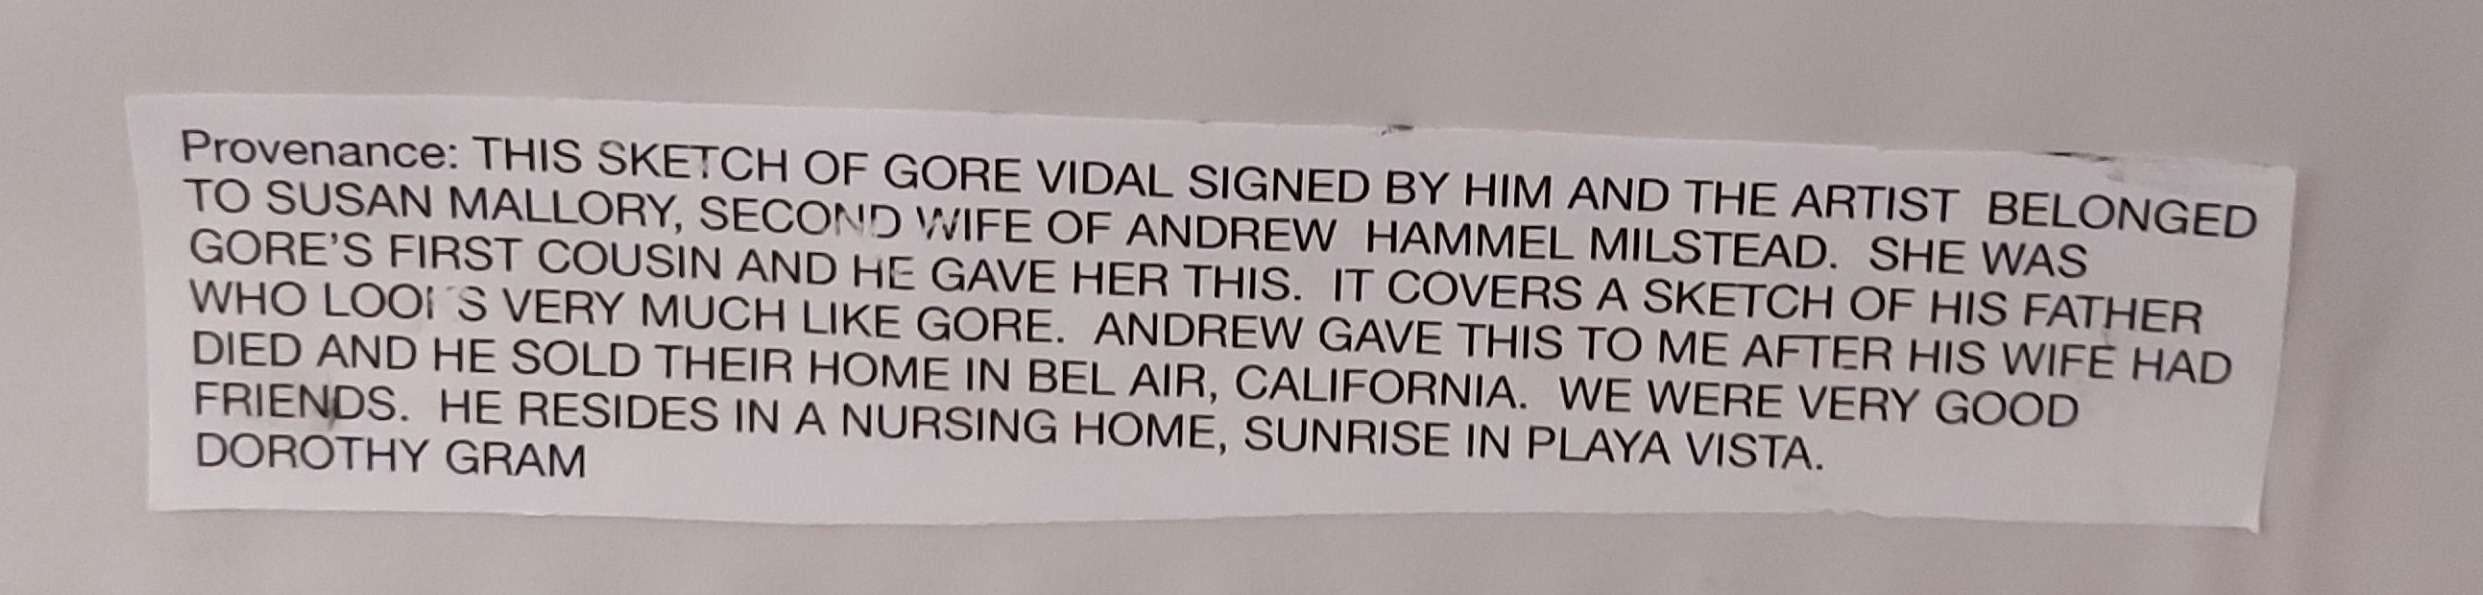 Provenance: THIS SKETCH OF GORE VIDAL SIGNED BY HIM AND THE ARTIST BELONGED
TO SUSAN MALLORY, SECOND WIFE OF ANDREW HAMMEL MILSTEAD. SHE WAS
GORE'S FIRST COUSIN AND HE GAVE HER THIS. IT COVERS A SKETCH OF HIS FATHER
WHO LOOKS VERY MUCH LIKE GORE. ANDREW GAVE THIS TO ME AFTER HIS WIFE HAD
DIED AND HE SOLD THEIR HOME IN BEL AIR, CALIFORNIA. WE WERE VERY GOOD
FRIENDS. HE RESIDES IN A NURSING HOME, SUNRISE IN PLAYA VISTA.
DOROTHY GRAM